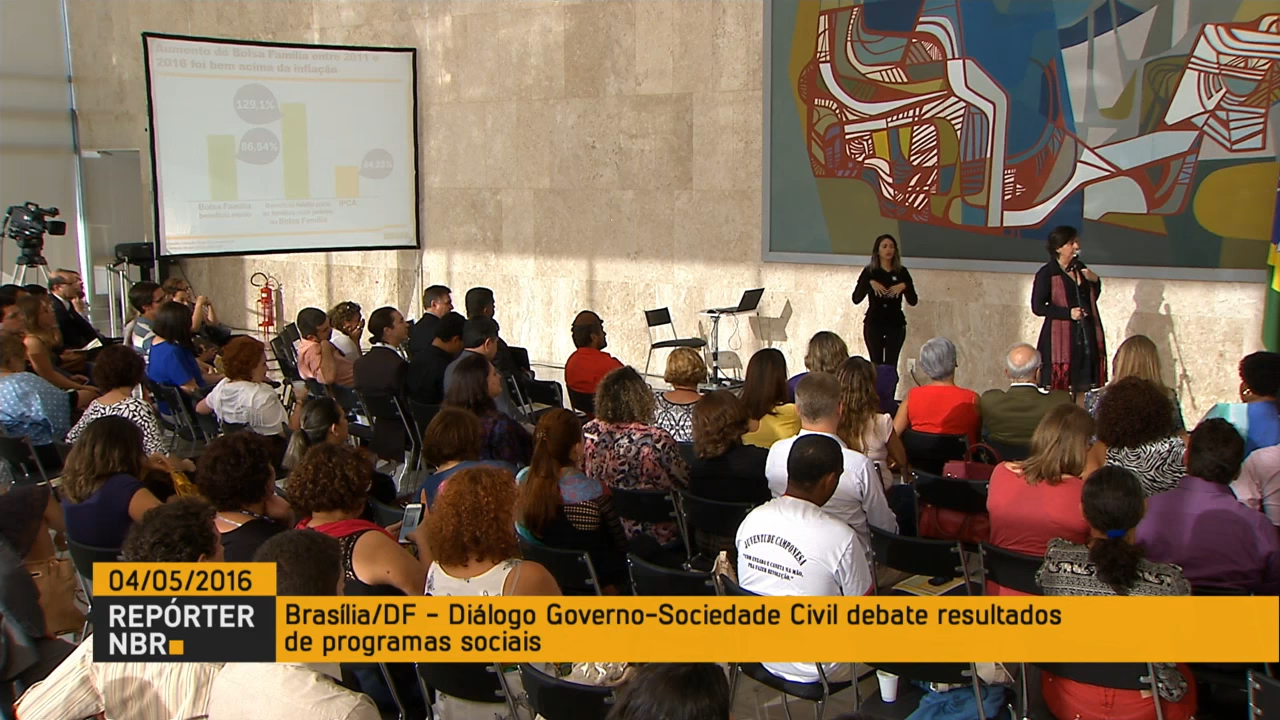 Aumento do Bolsa Família entre 2011 e
2016 foi bem acima da inflação
129,1%
86,54%
Bolsa Família
IPCA
JUVENTUDE CAMPONESA
04/05/2016
REPÓRTER
NBR
Brasília/DF - Diálogo Governo-Sociedade Civil debate resultados
de programas sociais